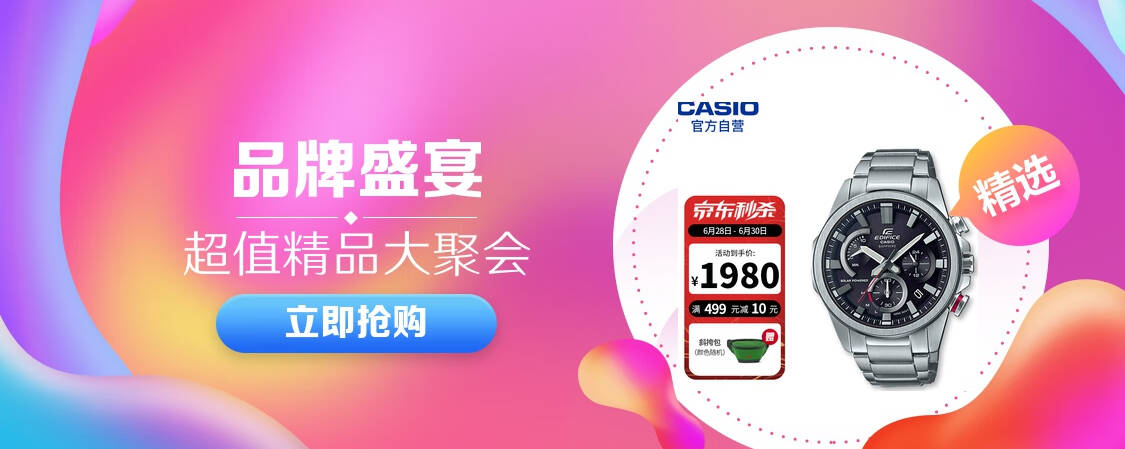 品牌盛宴
超值精品大聚会
立即抢购
CASIO
官方自营
京东秒杀
6月28日 - 6月30日
活动到手价:
¥1980
满 499 元减 10 元
斜挎包
(颜色随机)
赠
EDIFICE
CASIO
SOLAR POWERED
精选